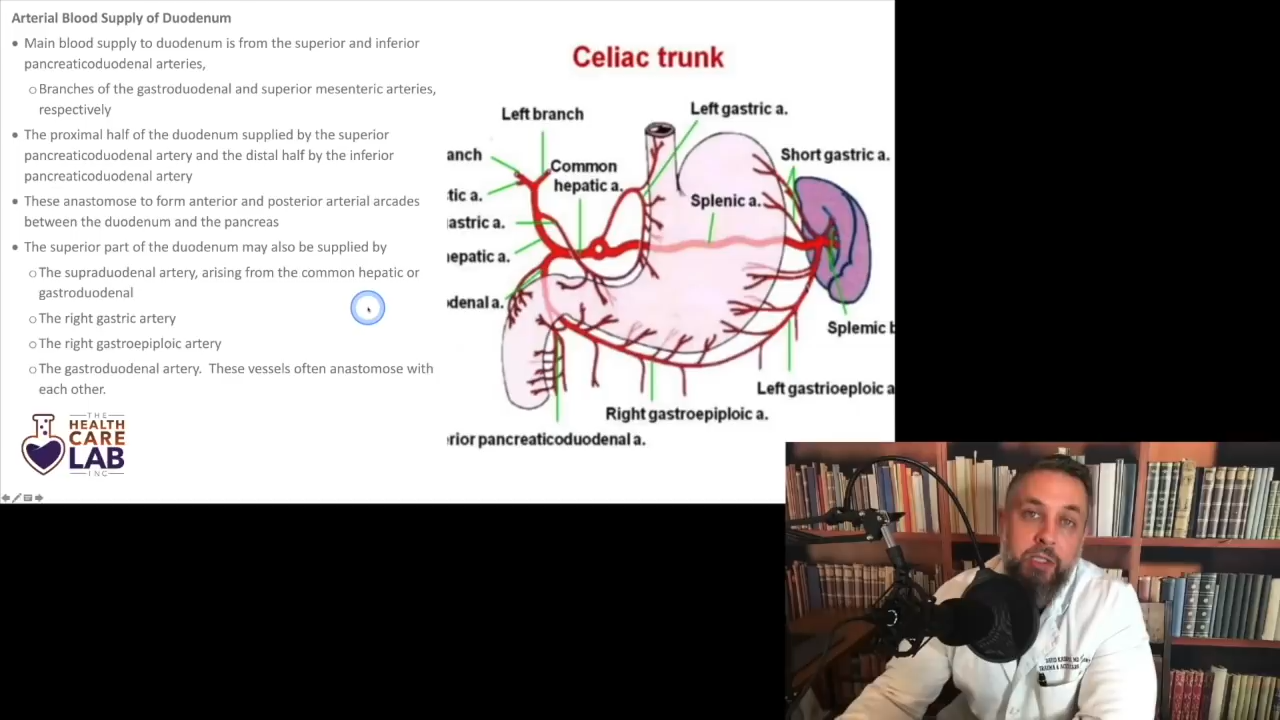 Arterial Blood Supply of Duodenum
• Main blood supply to duodenum is from the superior and inferior
pancreaticoduodenal arteries,
o Branches of the gastroduodenal and superior mesenteric arteries,
respectively
• The proximal half of the duodenum supplied by the superior
pancreaticoduodenal artery and the distal half by the inferior
pancreaticoduodenal artery
• These anastomose to form anterior and posterior arterial arcades
between the duodenum and the pancreas
• The superior part of the duodenum may also be supplied by
o The supraduodenal artery, arising from the common hepatic or
gastroduodenal
o The right gastric artery
o The right gastroepiploic artery
o The gastroduodenal artery.  These vessels often anastomose with
each other.
THE
HEALTH
CARE
LAB
INC
Celiac trunk
Left branch
Left gastric a.
anch
Common
hepatic a.
Short gastric a.
tic a.
Splenic a.
astric a.
epatic a.
denal a.
Splemic b
Left gastrioeploic a
Right gastroepiploic a.
rior pancreaticoduodenal a.